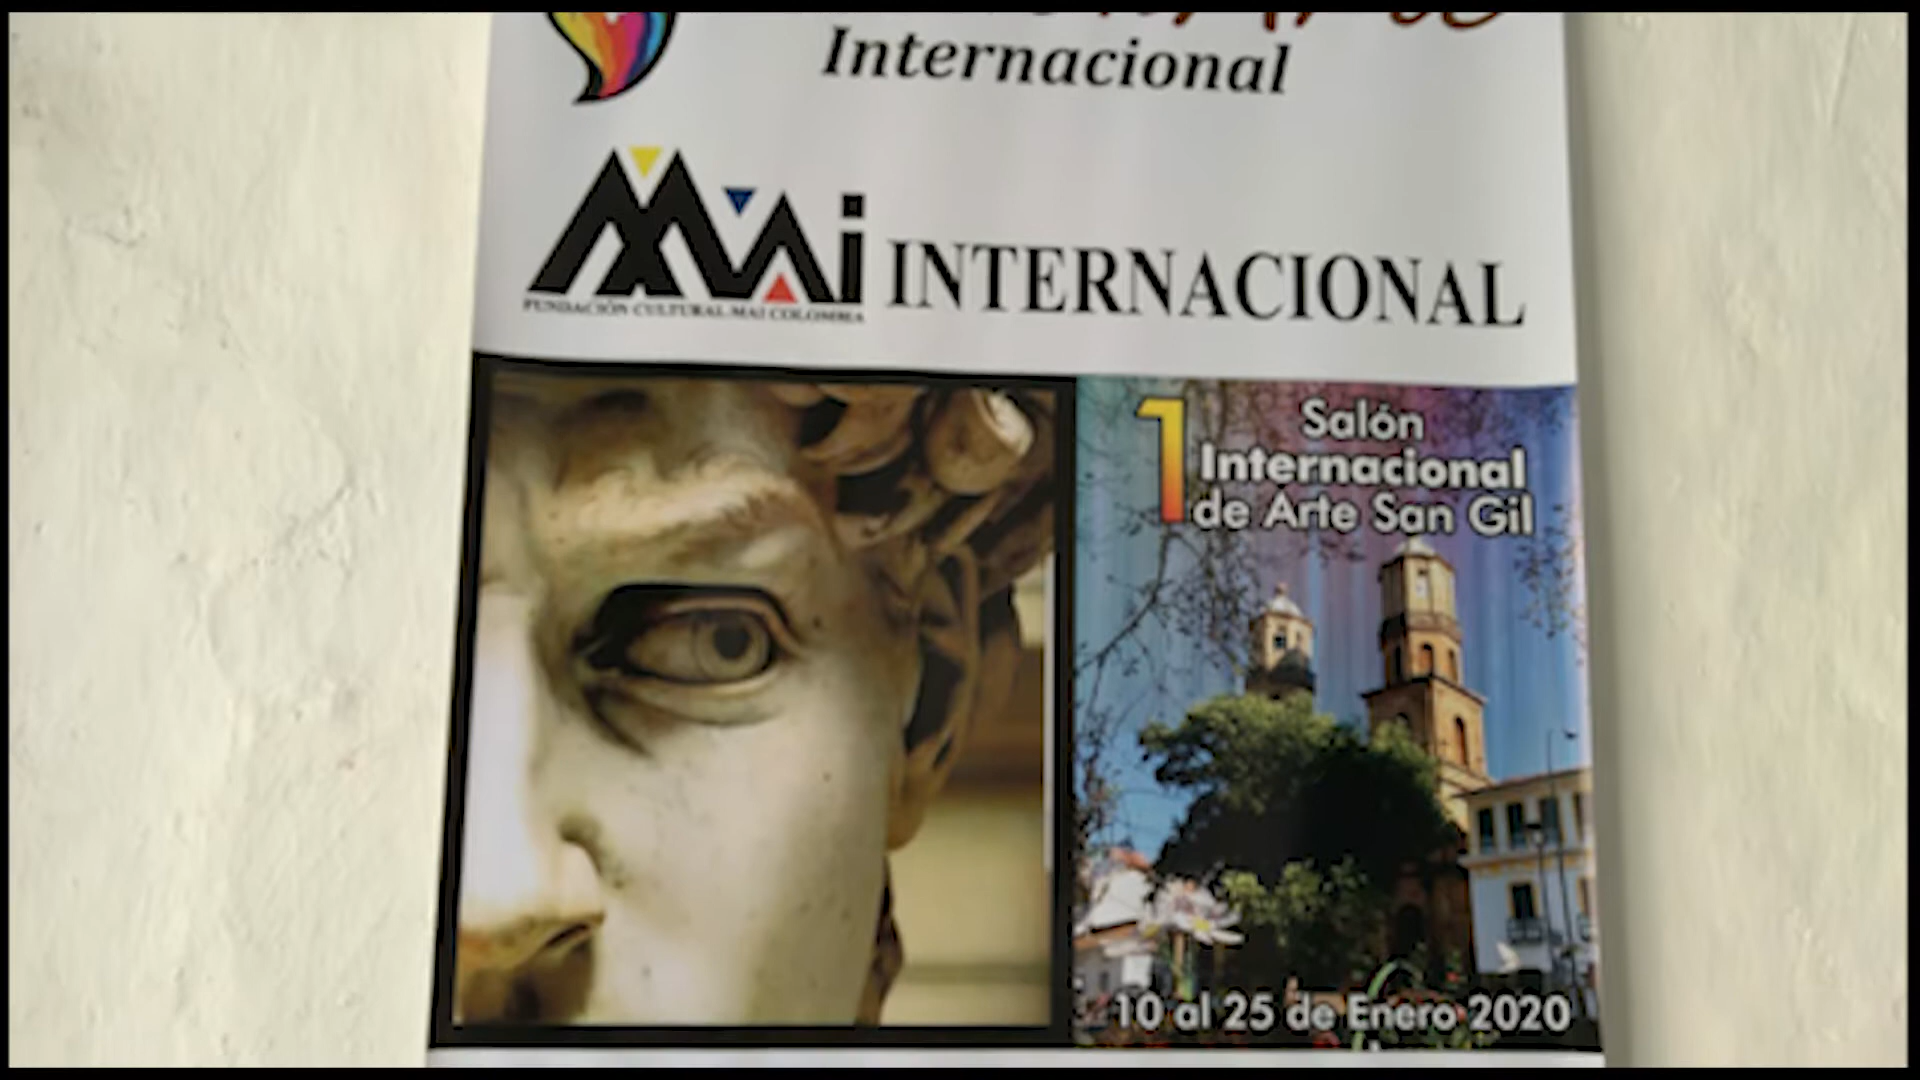 Internacional
MAi INTERNACIONAL
FUNDACIÓN CULTURAL MAI COLOMBIA
1 Salón
Internacional
de Arte San Gil
10 al 25 de Enero 2020